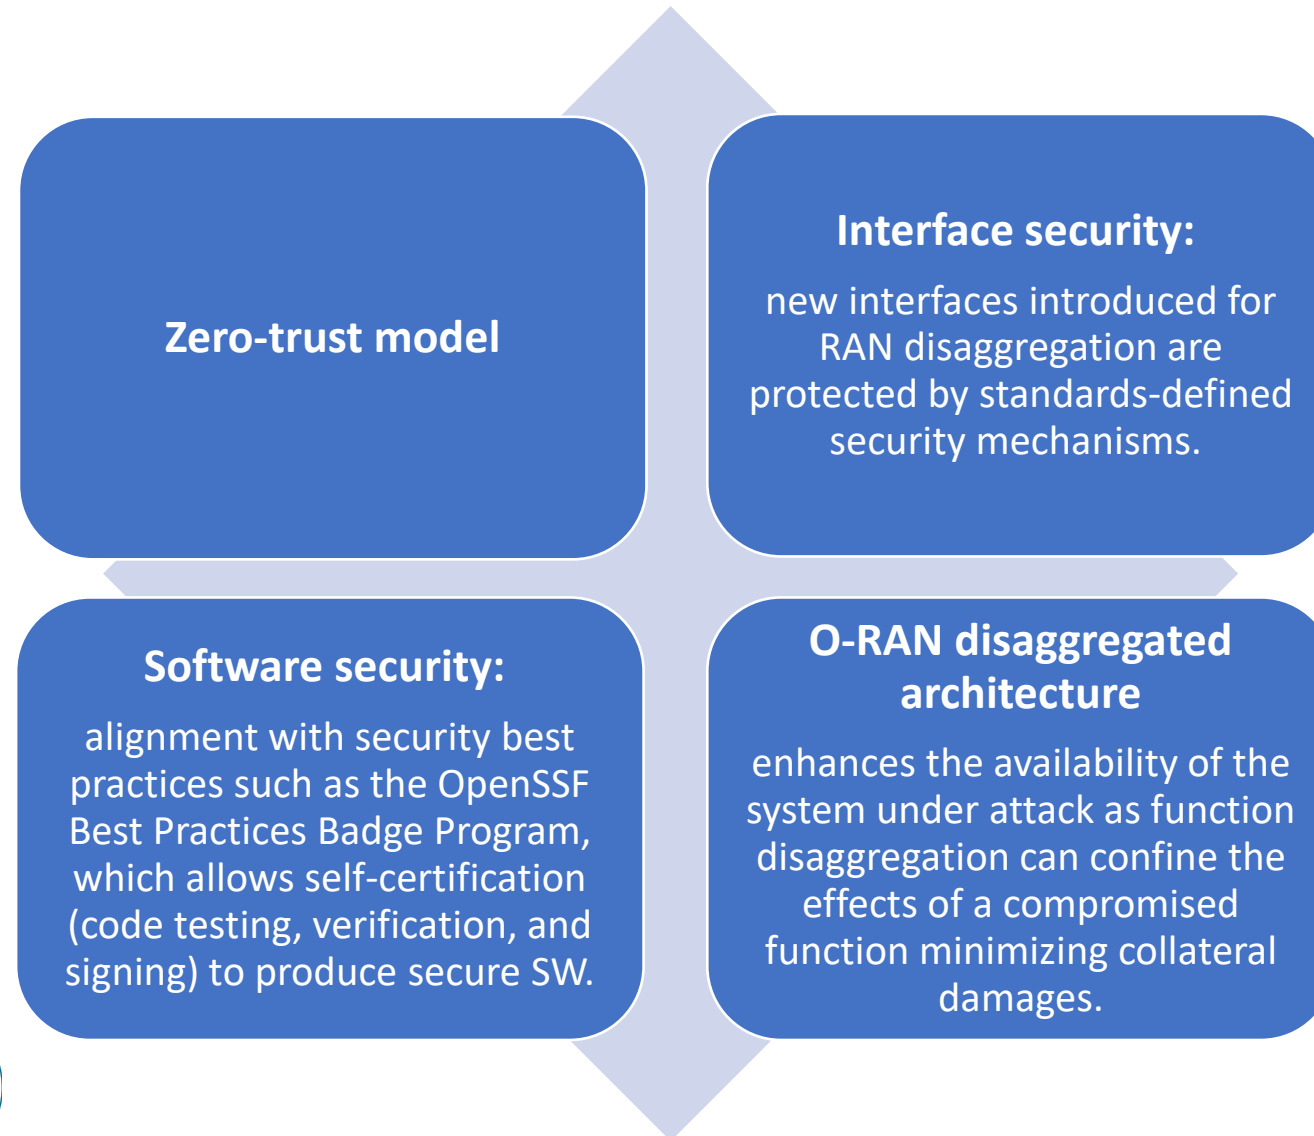 Zero-trust model
Interface security:
new interfaces introduced for
RAN disaggregation are
protected by standards-defined
security mechanisms.
Software security:
alignment with security best
practices such as the OpenSSF
Best Practices Badge Program,
which allows self-certification
(code testing, verification, and
signing) to produce secure SW.
O-RAN disaggregated
architecture
enhances the availability of the
system under attack as function
disaggregation can confine the
effects of a compromised
function minimizing collateral
damages.